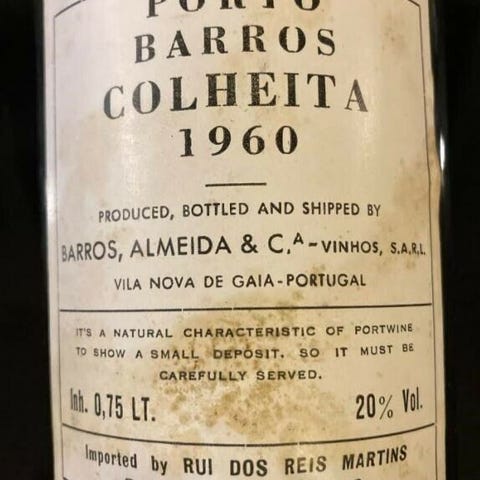 PORTO
BARROS
COLHEITA
1960
PRODUCED, BOTTLED AND SHIPPED BY
BARROS, ALMEIDA & C.ᴬ - VINHOS, S.A.R.L.
VILA NOVA DE GAIA - PORTUGAL
IT'S A NATURAL CHARACTERISTIC OF PORTWINE
TO SHOW A SMALL DEPOSIT. SO IT MUST BE
CAREFULLY SERVED.
Inh. 0,75 LT. 20% Vol.
Imported by RUI DOS REIS MARTINS